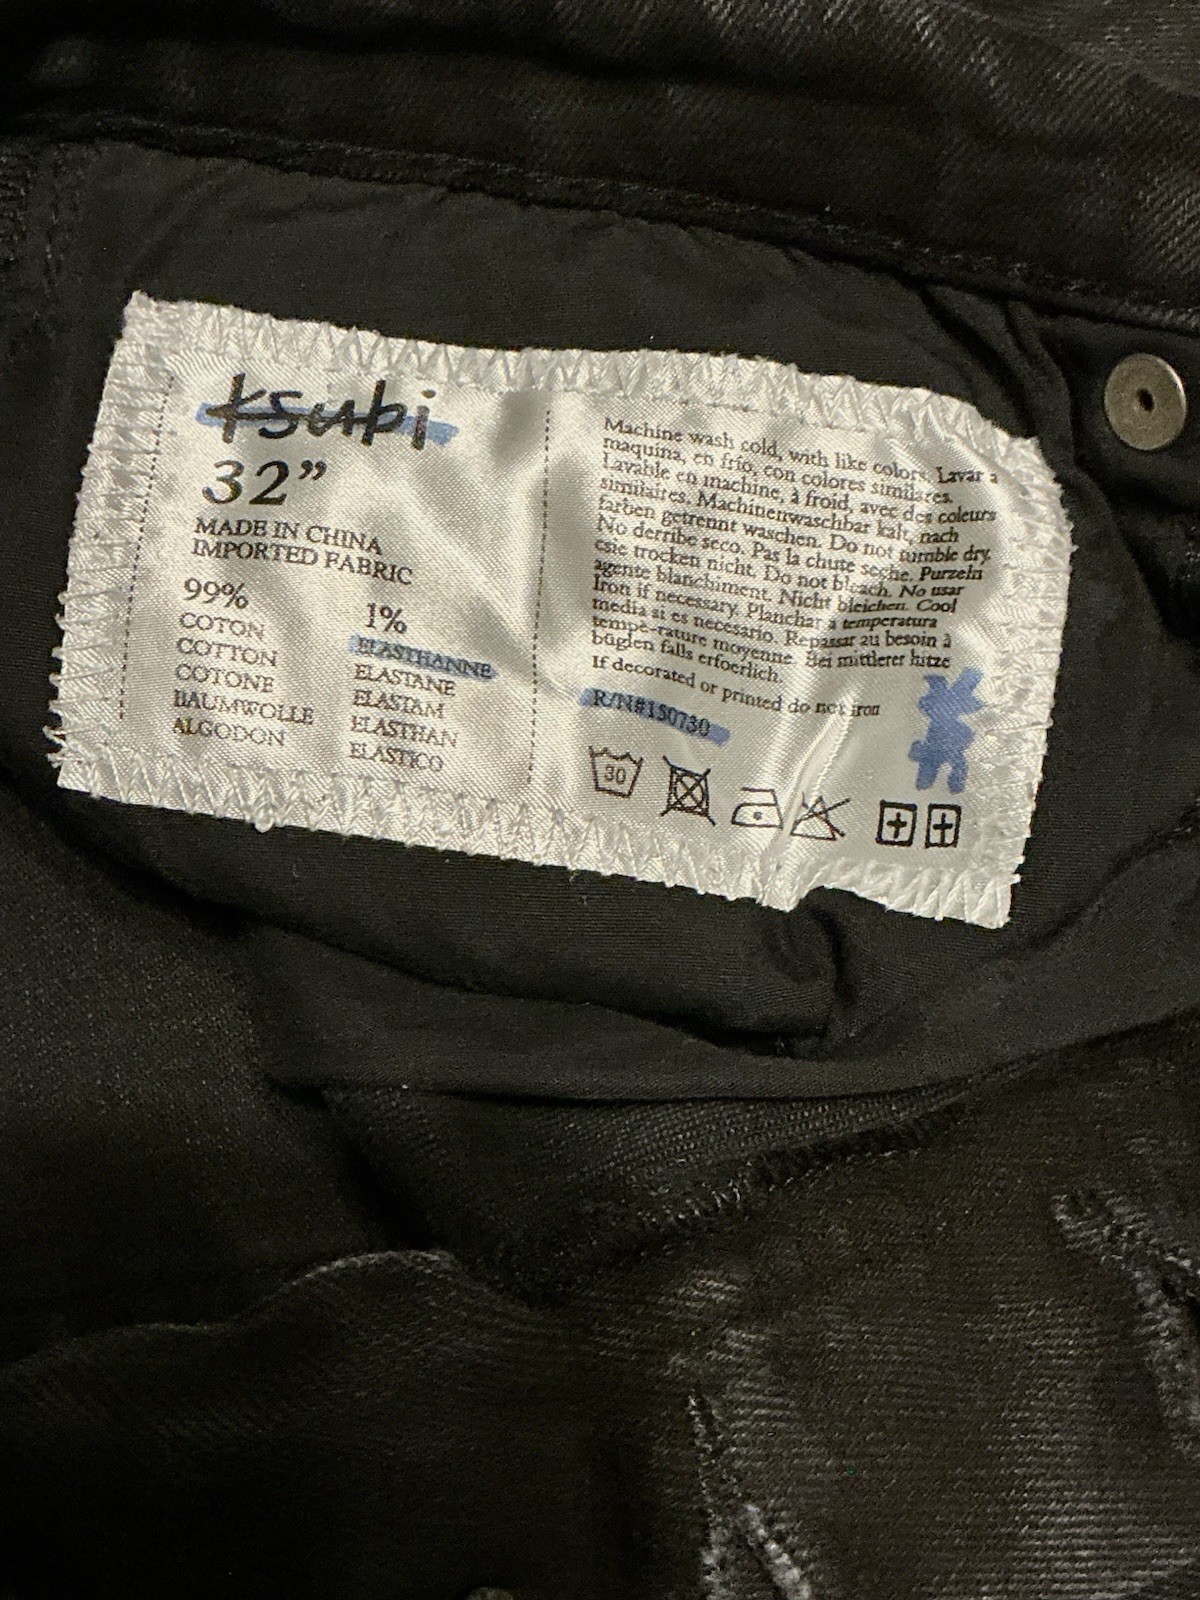 ksubi
32”
MADE IN CHINA
IMPORTED FABRIC
99%
COTON
COTTON
COTONE
BAUMWOLLE
ALGODON
1%
ELASTHANNE
ELASTANE
ELASTAM
ELASTHAN
ELASTICO
Machine wash cold, with like colors. Lavar a
maquina, en frío, con colores similares.
Lavable en machine, à froid, avec des couleurs
similaires. Machinenwaschbar kalt, nach
farben getrennt waschen. Do not tumble dry.
No derribe seco. Pas la chute seche. Purzeln
csie trocken nicht. Do not bleach. No usar
agente blanchiment. Nicht bleichen. Cool
Iron if necessary. Planchar a temperatura
media si es necesario. Repassar au besoin à
tempé-rature moyenne. Bei mittlerer hitze
büglen falls erfoerlich.
If decorated or printed do not iron
R/N#150730
30